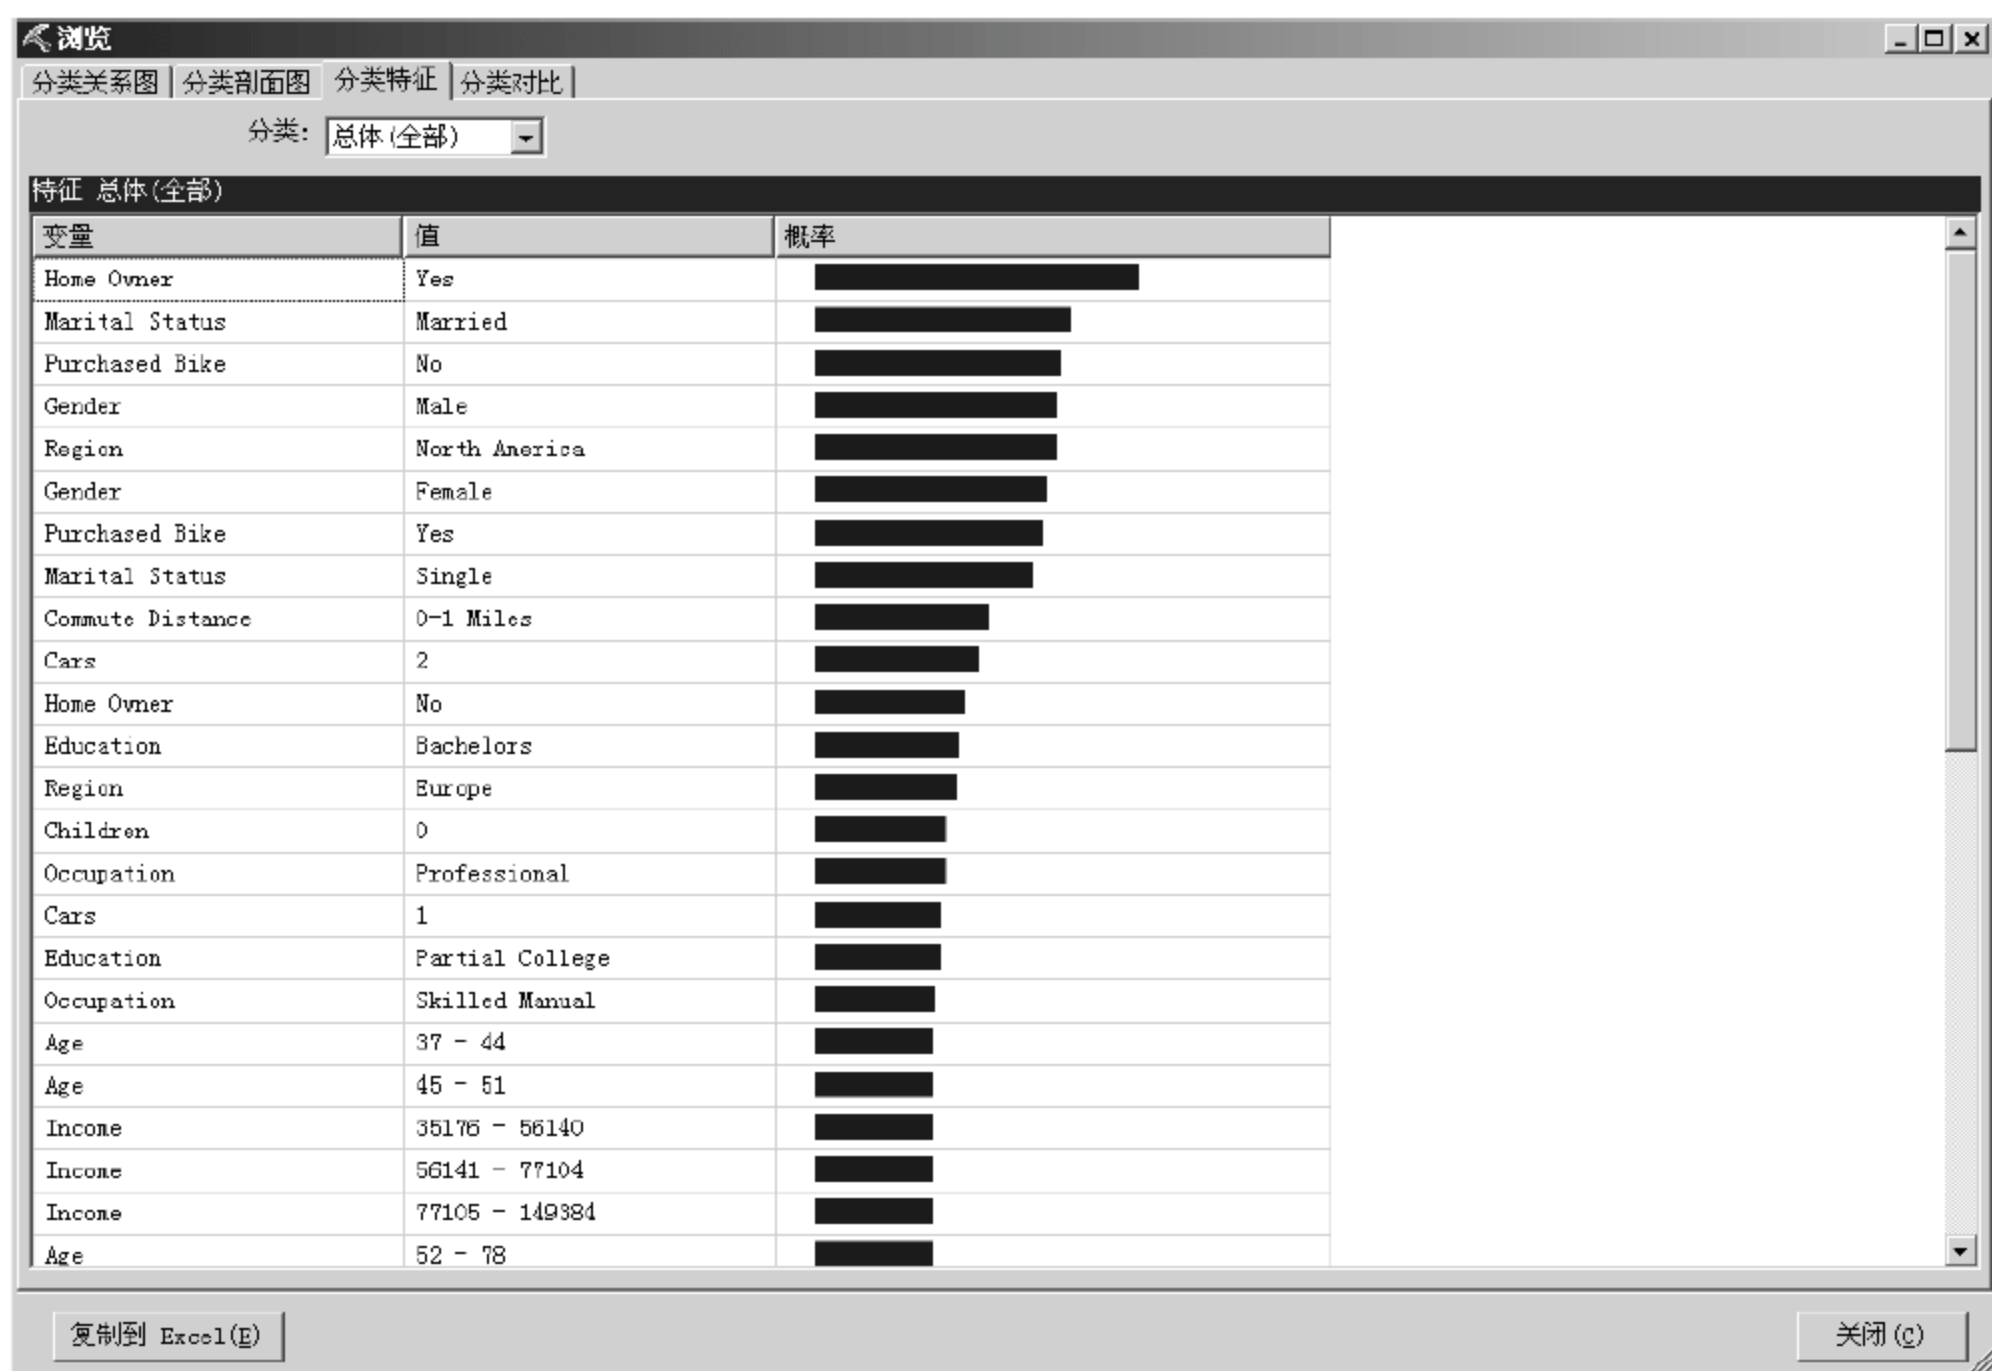 浏览
分类关系图 分类剖面图 分类特征 分类对比
分类: 总体(全部)
特征 总体(全部)
变量 值 概率
Home Owner Yes
Marital Status Married
Purchased Bike No
Gender Male
Region North America
Gender Female
Purchased Bike Yes
Marital Status Single
Commute Distance 0-1 Miles
Cars 2
Home Owner No
Education Bachelors
Region Europe
Children 0
Occupation Professional
Cars 1
Education Partial College
Occupation Skilled Manual
Age 37 - 44
Age 45 - 51
Income 35176 - 56140
Income 56141 - 77104
Income 77105 - 149384
Age 52 - 78
复制到 Excel(E) 关闭(C)